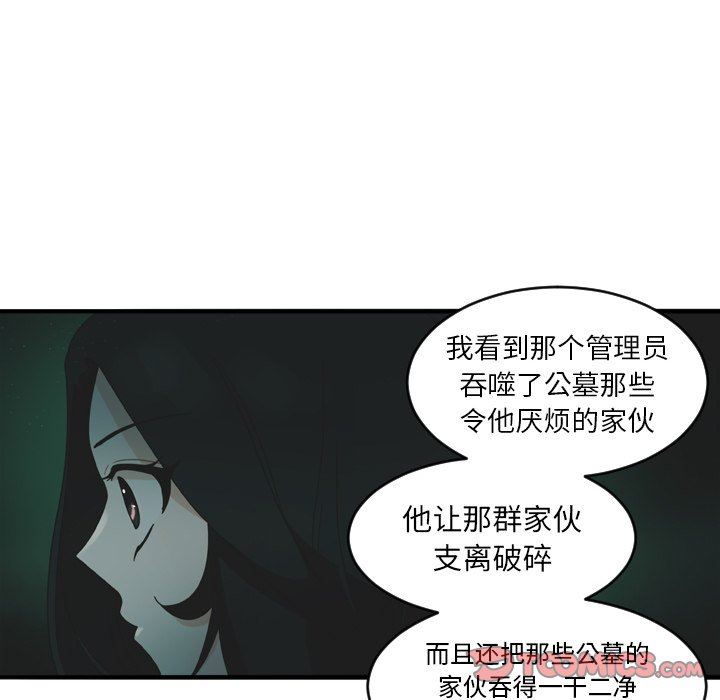 我看到那个管理员
吞噬了公墓那些
令他厌烦的家伙
他让那群家伙
支离破碎
而且还把那些公墓的
家伙吞得一干二净
TCOMICS.COM